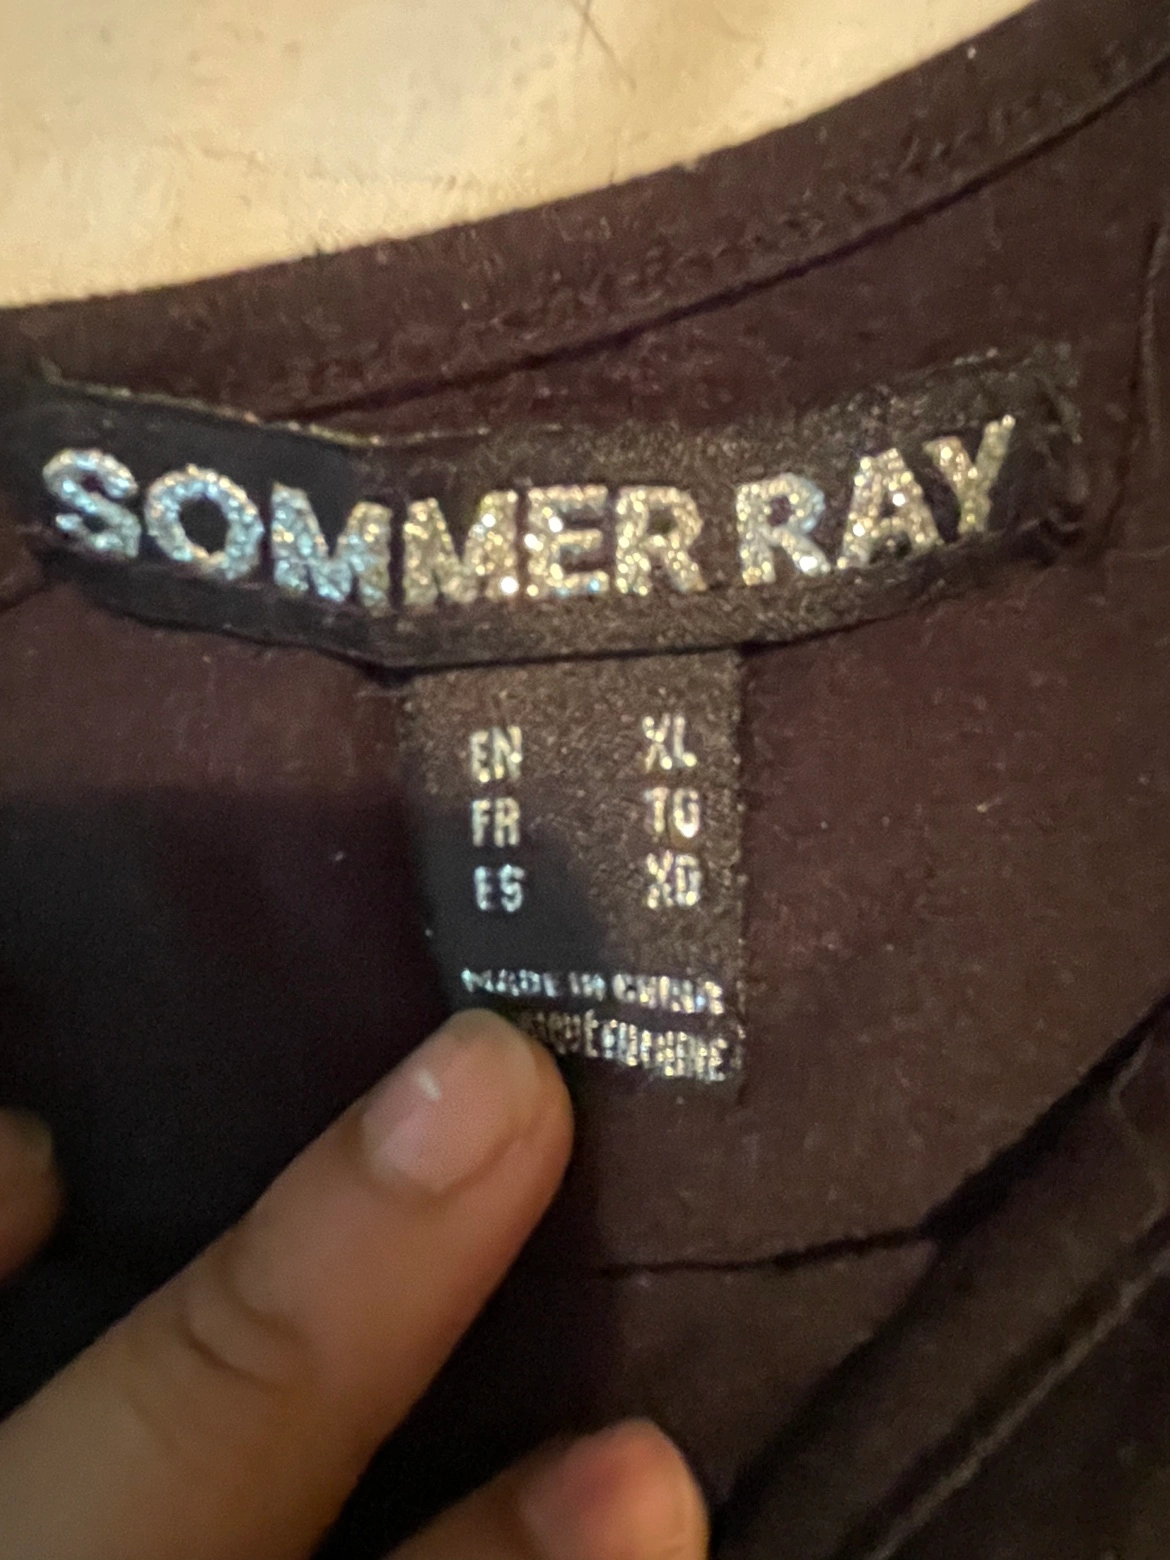 SOMMER RAY
EN XL
FR TG
ES XG
MADE IN CHINA